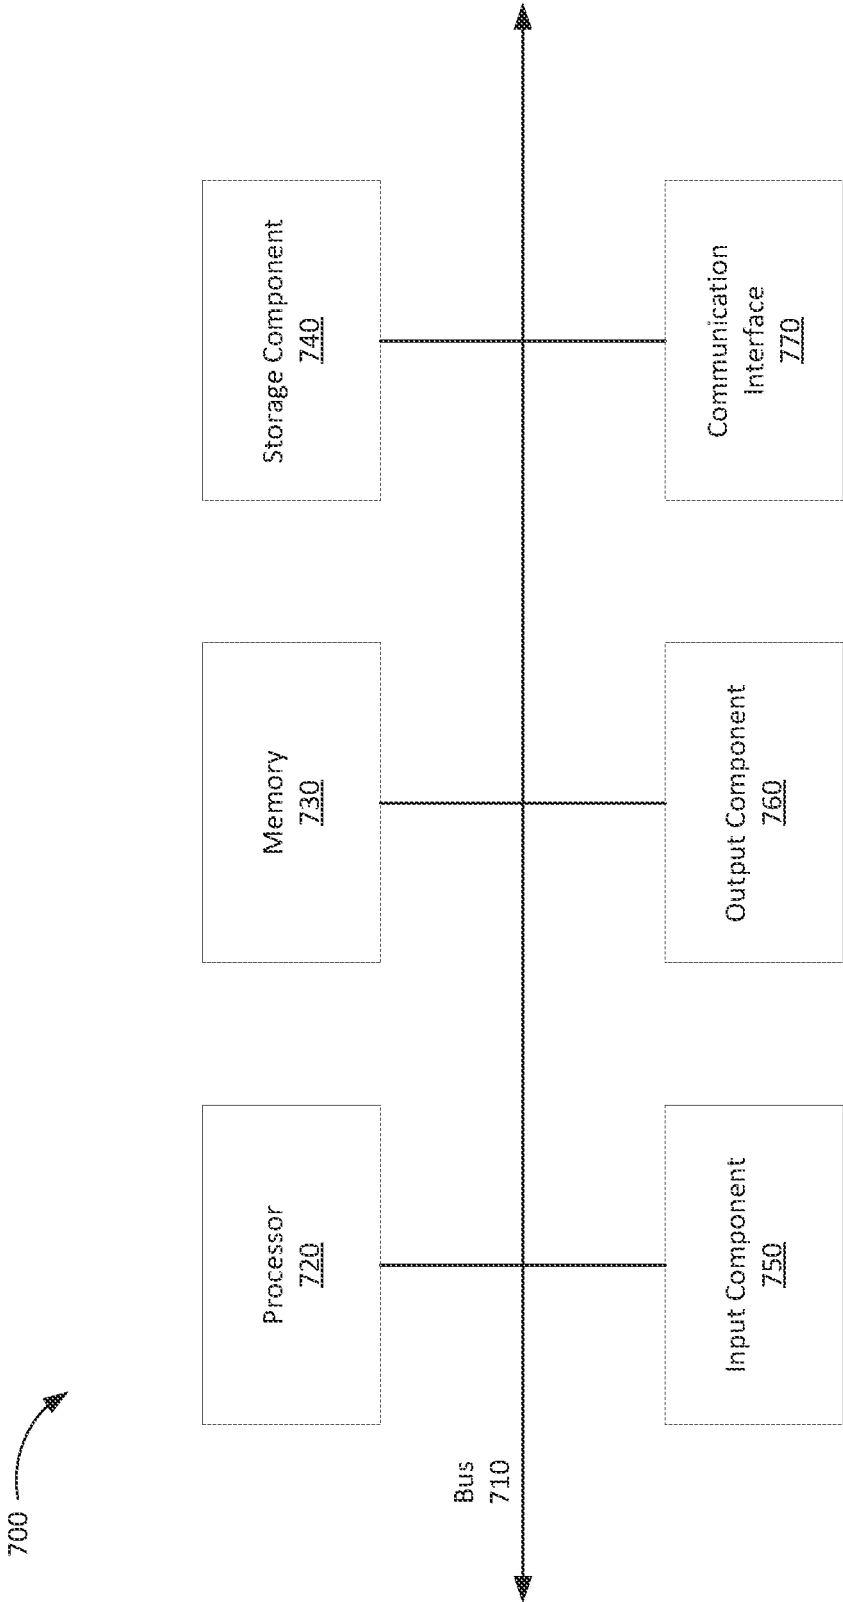 700
Bus
710
Processor
720
Memory
730
Storage Component
740
Input Component
750
Output Component
760
Communication
Interface
770